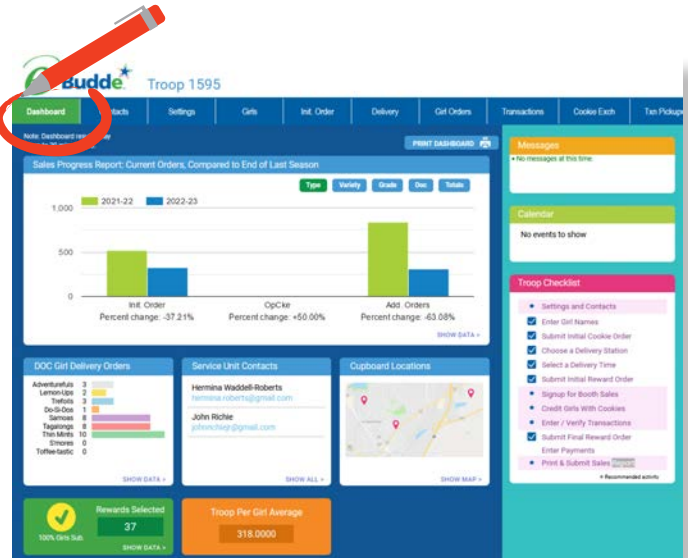 Budde Troop 1595
Dashboard Settings Girls Init. Order Delivery Girl Orders Transactions Cookie Exch Txn Pickups
Note: Dashboard
PRINT DASHBOARD
Sales Progress Report: Current Orders, Compared to End of Last Season
Type Variety Grade Doc Totals
2021-22 2022-23
1,000
500
0
Init. Order OpCke Add. Orders
Percent change: -37.21% Percent change: +50.00% Percent change: -63.08%
SHOW DATA »
Messages
• No messages at this time.
Calendar
No events to show
Troop Checklist
Settings and Contacts
Enter Girl Names
Submit Initial Cookie Order
Choose a Delivery Station
Select a Delivery Time
Submit Initial Reward Order
Signup for Booth Sales
Credit Girls With Cookies
Enter / Verify Transactions
Submit Final Reward Order
Enter Payments
Print & Submit Sales
Recommended activity
DOC Girl Delivery Orders
Adventurefuls 3
Lemon-Ups 2
Trefoils 3
Do-Si-Dos 1
Samoas 8
Tagalongs 8
Thin Mints 10
S'mores 0
Toffee-tastic 0
SHOW DATA »
Service Unit Contacts
Hermina Waddell-Roberts
hermina.roberts@gmail.com
John Richie
johnrichiejr@gmail.com
SHOW ALL »
Cupboard Locations
SHOW MAP »
100% Girls Sub.
Rewards Selected
37
SHOW DATA »
Troop Per Girl Average
318.0000